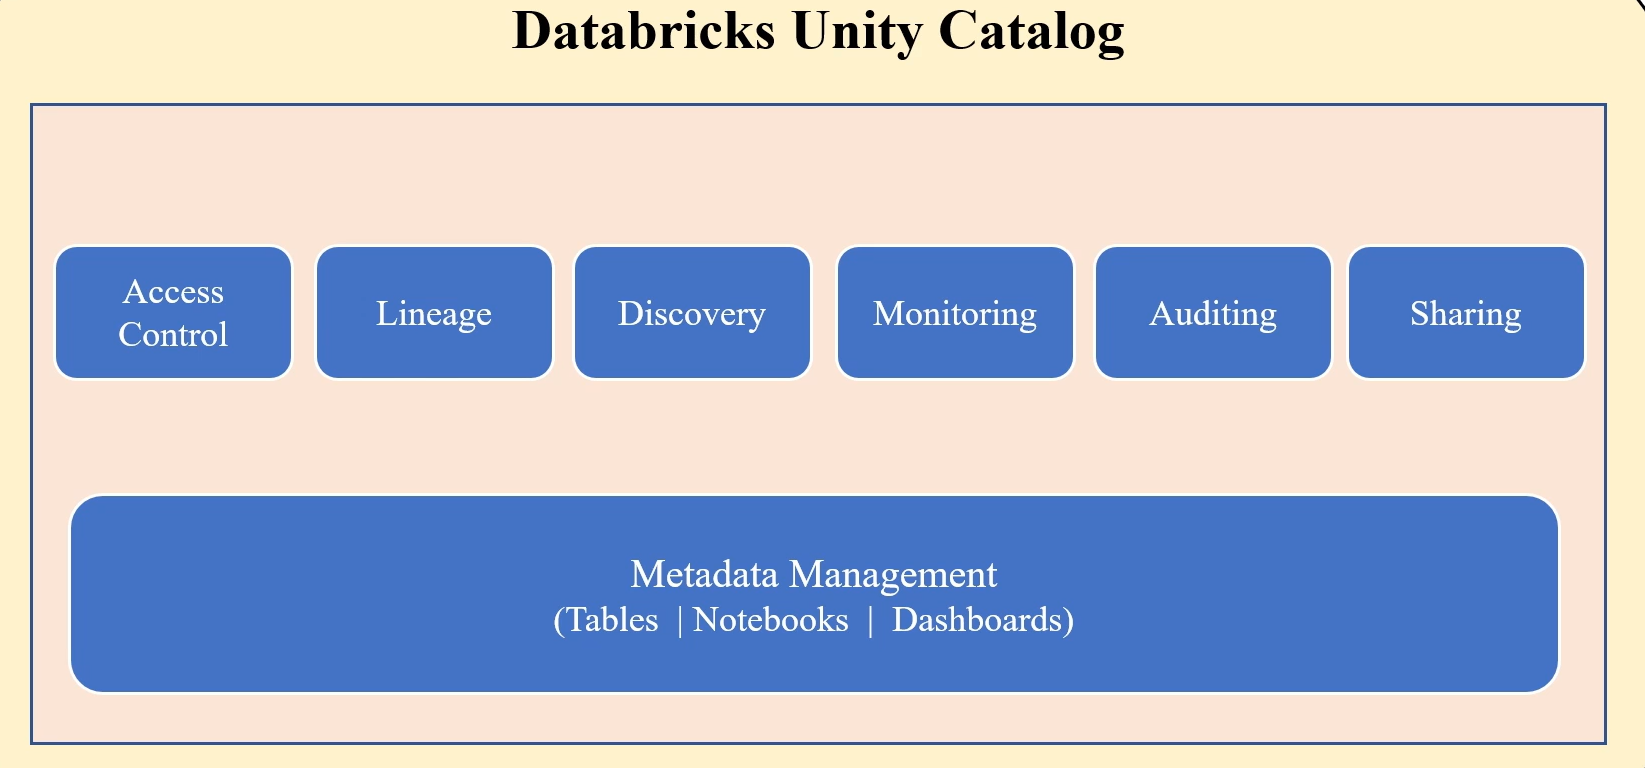 Databricks Unity Catalog
Access
Control
Lineage
Discovery
Monitoring
Auditing
Sharing
Metadata Management
(Tables | Notebooks | Dashboards)